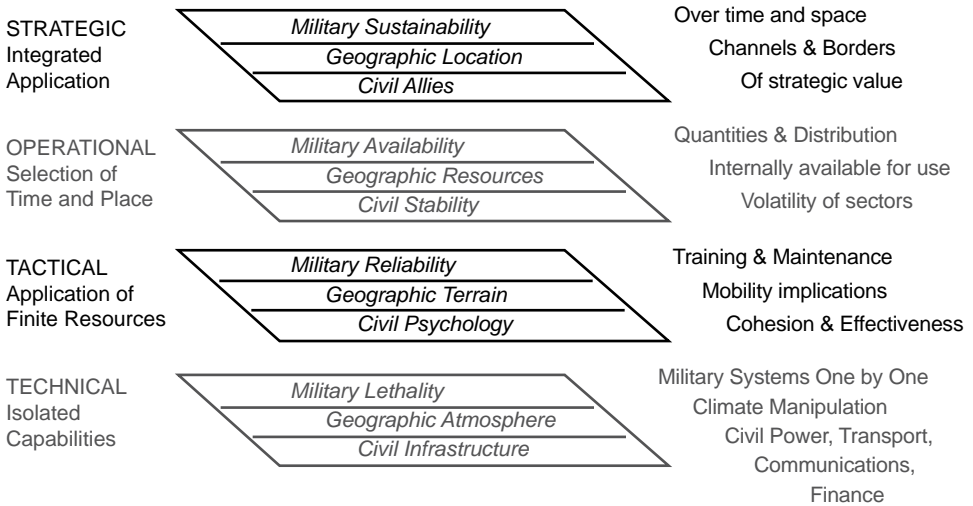 STRATEGIC
Integrated
Application
Military Sustainability
Geographic Location
Civil Allies
Over time and space
Channels & Borders
Of strategic value
OPERATIONAL
Selection of
Time and Place
Military Availability
Geographic Resources
Civil Stability
Quantities & Distribution
Internally available for use
Volatility of sectors
TACTICAL
Application of
Finite Resources
Military Reliability
Geographic Terrain
Civil Psychology
Training & Maintenance
Mobility implications
Cohesion & Effectiveness
TECHNICAL
Isolated
Capabilities
Military Lethality
Geographic Atmosphere
Civil Infrastructure
Military Systems One by One
Climate Manipulation
Civil Power, Transport,
Communications,
Finance